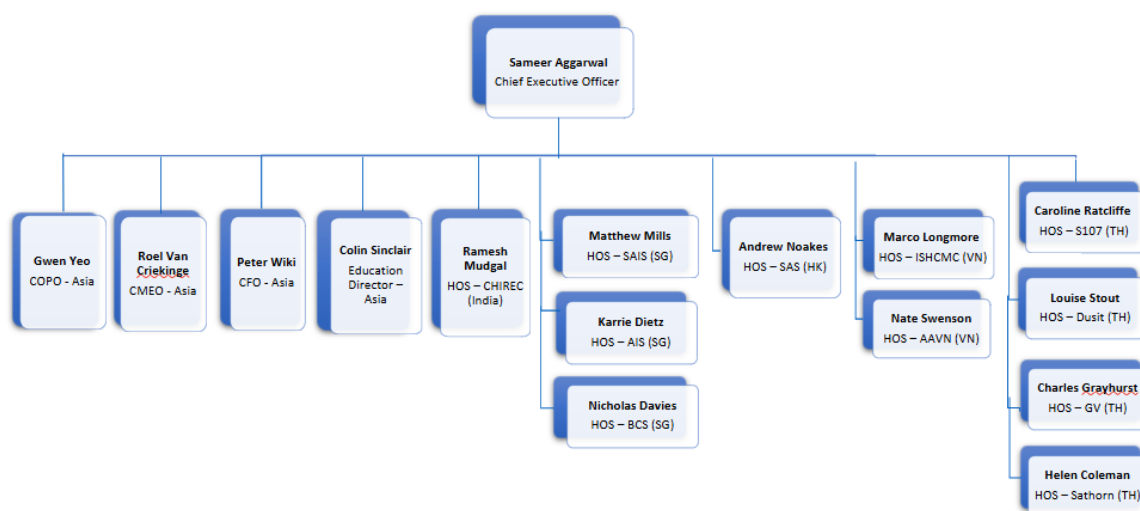 Sameer Aggarwal
Chief Executive Officer
Gwen Yeo
COPO - Asia
Roel Van
Criekinge
CMEO - Asia
Peter Wiki
CFO - Asia
Colin Sinclair
Education
Director –
Asia
Ramesh
Mudgal
HOS – CHIREC
(India)
Matthew Mills
HOS – SAIS (SG)
Karrie Dietz
HOS – AIS (SG)
Nicholas Davies
HOS – BCS (SG)
Andrew Noakes
HOS – SAS (HK)
Marco Longmore
HOS – ISHCMC (VN)
Nate Swenson
HOS – AAVN (VN)
Caroline Ratcliffe
HOS – S107 (TH)
Louise Stout
HOS – Dusit (TH)
Charles Grayhurst
HOS – GV (TH)
Helen Coleman
HOS – Sathorn (TH)